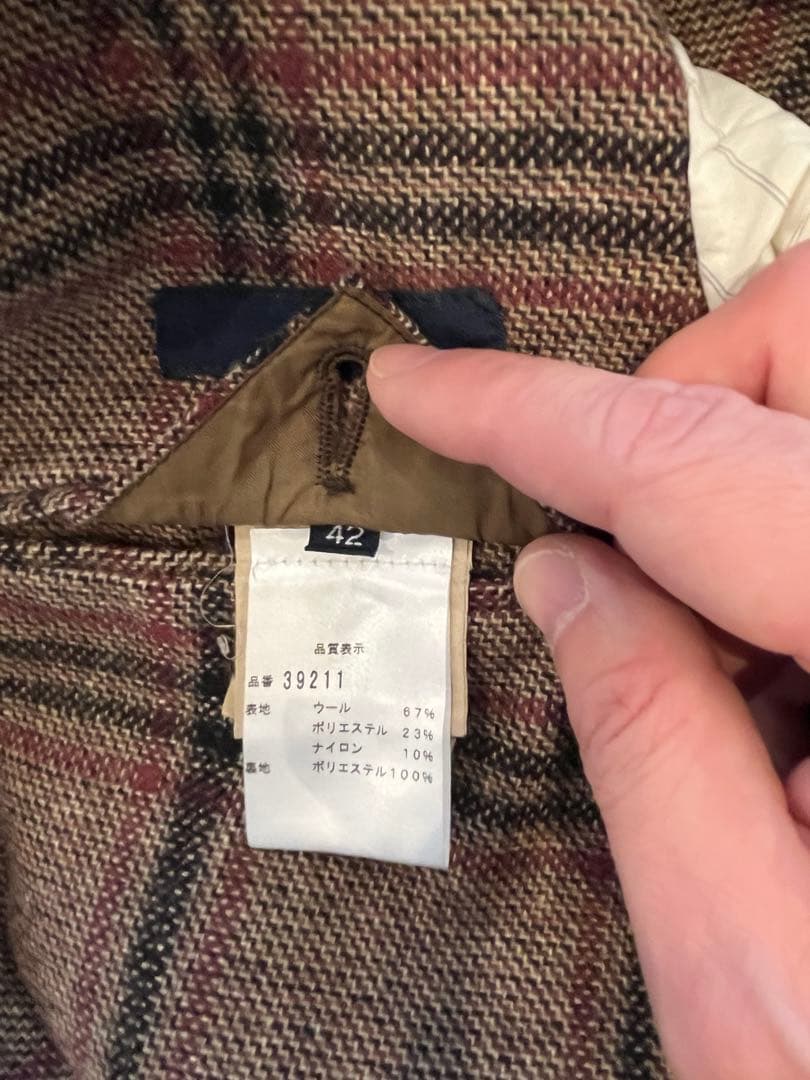 42
品質表示
品番 39211
表地 ウール 67%
ポリエステル 23%
ナイロン 10%
裏地 ポリエステル100%